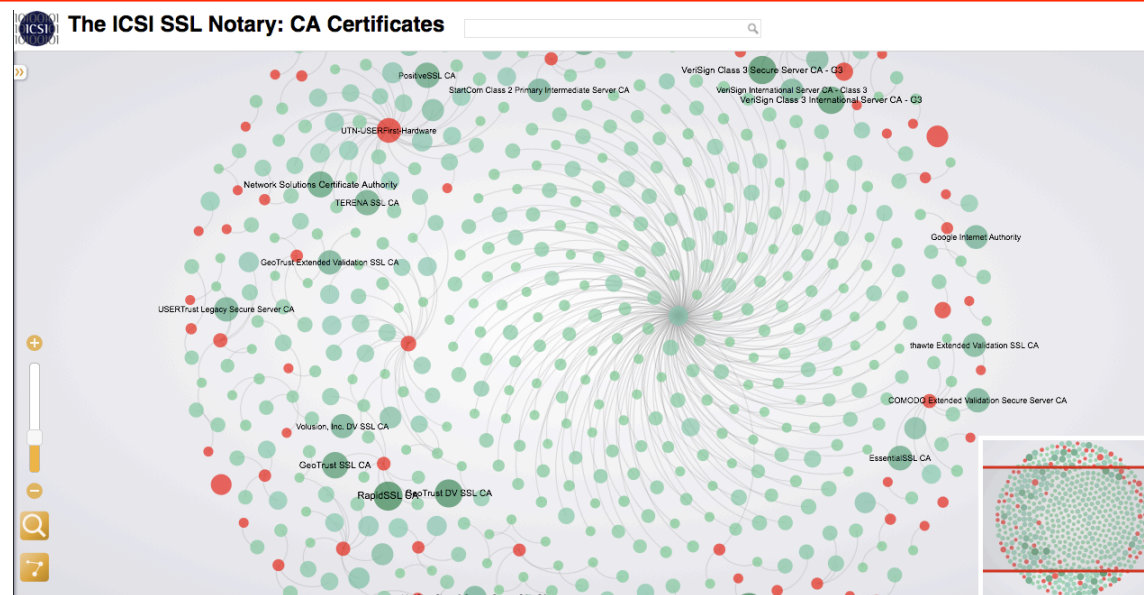 ICSI
The ICSI SSL Notary: CA Certificates
»
PositiveSSL CA
VeriSign Class 3 Secure Server CA - G3
StartCom Class 2 Primary Intermediate Server CA
VeriSign International Server CA - Class 3
VeriSign Class 3 International Server CA - G3
UTN-USERFirst-Hardware
Network Solutions Certificate Authority
TERENA SSL CA
Google Internet Authority
GeoTrust Extended Validation SSL CA
USERTrust Legacy Secure Server CA
thawte Extended Validation SSL CA
COMODO Extended Validation Secure Server CA
Volusion, Inc. DV SSL CA
EssentialSSL CA
GeoTrust SSL CA
RapidSSL CA
GeoTrust DV SSL CA